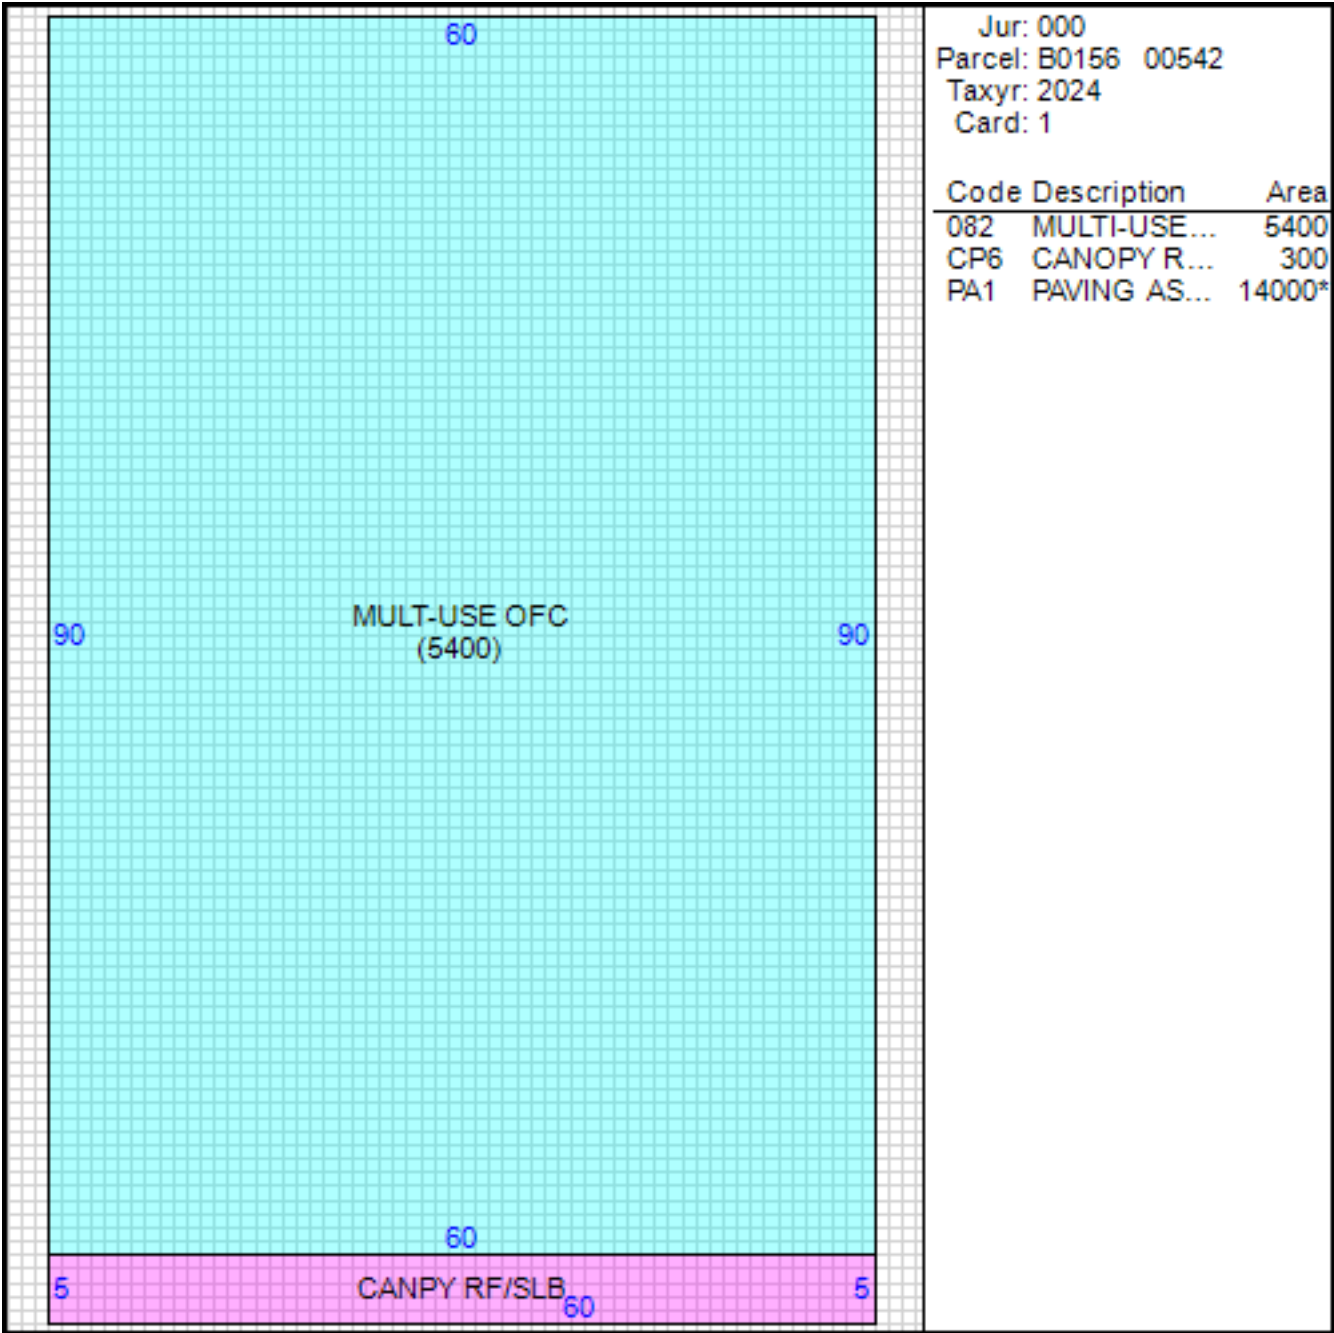 60
90
MULT-USE OFC
(5400)
90
60
5
CANPY RF/SLB
60
5
Jur: 000
Parcel: B0156 00542
Taxyr: 2024
Card: 1
Code Description Area
082 MULTI-USE... 5400
CP6 CANOPY R... 300
PA1 PAVING AS... 14000*